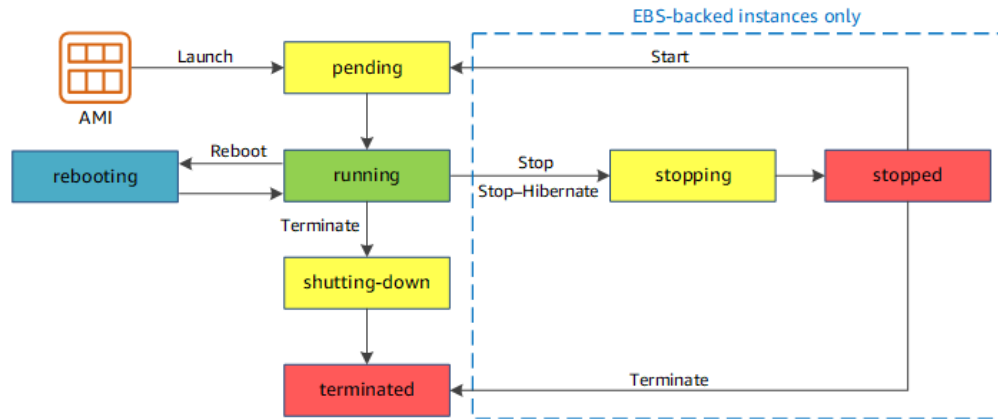 EBS-backed instances only
Launch
pending
Start
AMI
rebooting
Reboot
running
Stop
Stop–Hibernate
stopping
stopped
Terminate
shutting-down
terminated
Terminate